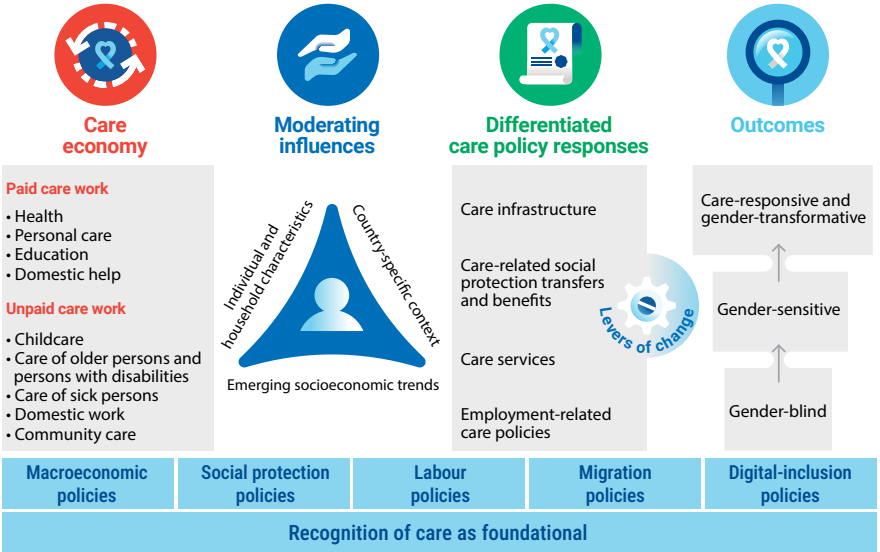 Care
economy
Paid care work
• Health
• Personal care
• Education
• Domestic help
Unpaid care work
• Childcare
• Care of older persons and
persons with disabilities
• Care of sick persons
• Domestic work
• Community care
Moderating
influences
Individual and
household characteristics
Country-specific context
Emerging socioeconomic trends
Differentiated
care policy responses
Care infrastructure
Care-related social
protection transfers
and benefits
Care services
Employment-related
care policies
Levers of change
Outcomes
Care-responsive and
gender-transformative
Gender-sensitive
Gender-blind
Macroeconomic
policies
Social protection
policies
Labour
policies
Migration
policies
Digital-inclusion
policies
Recognition of care as foundational